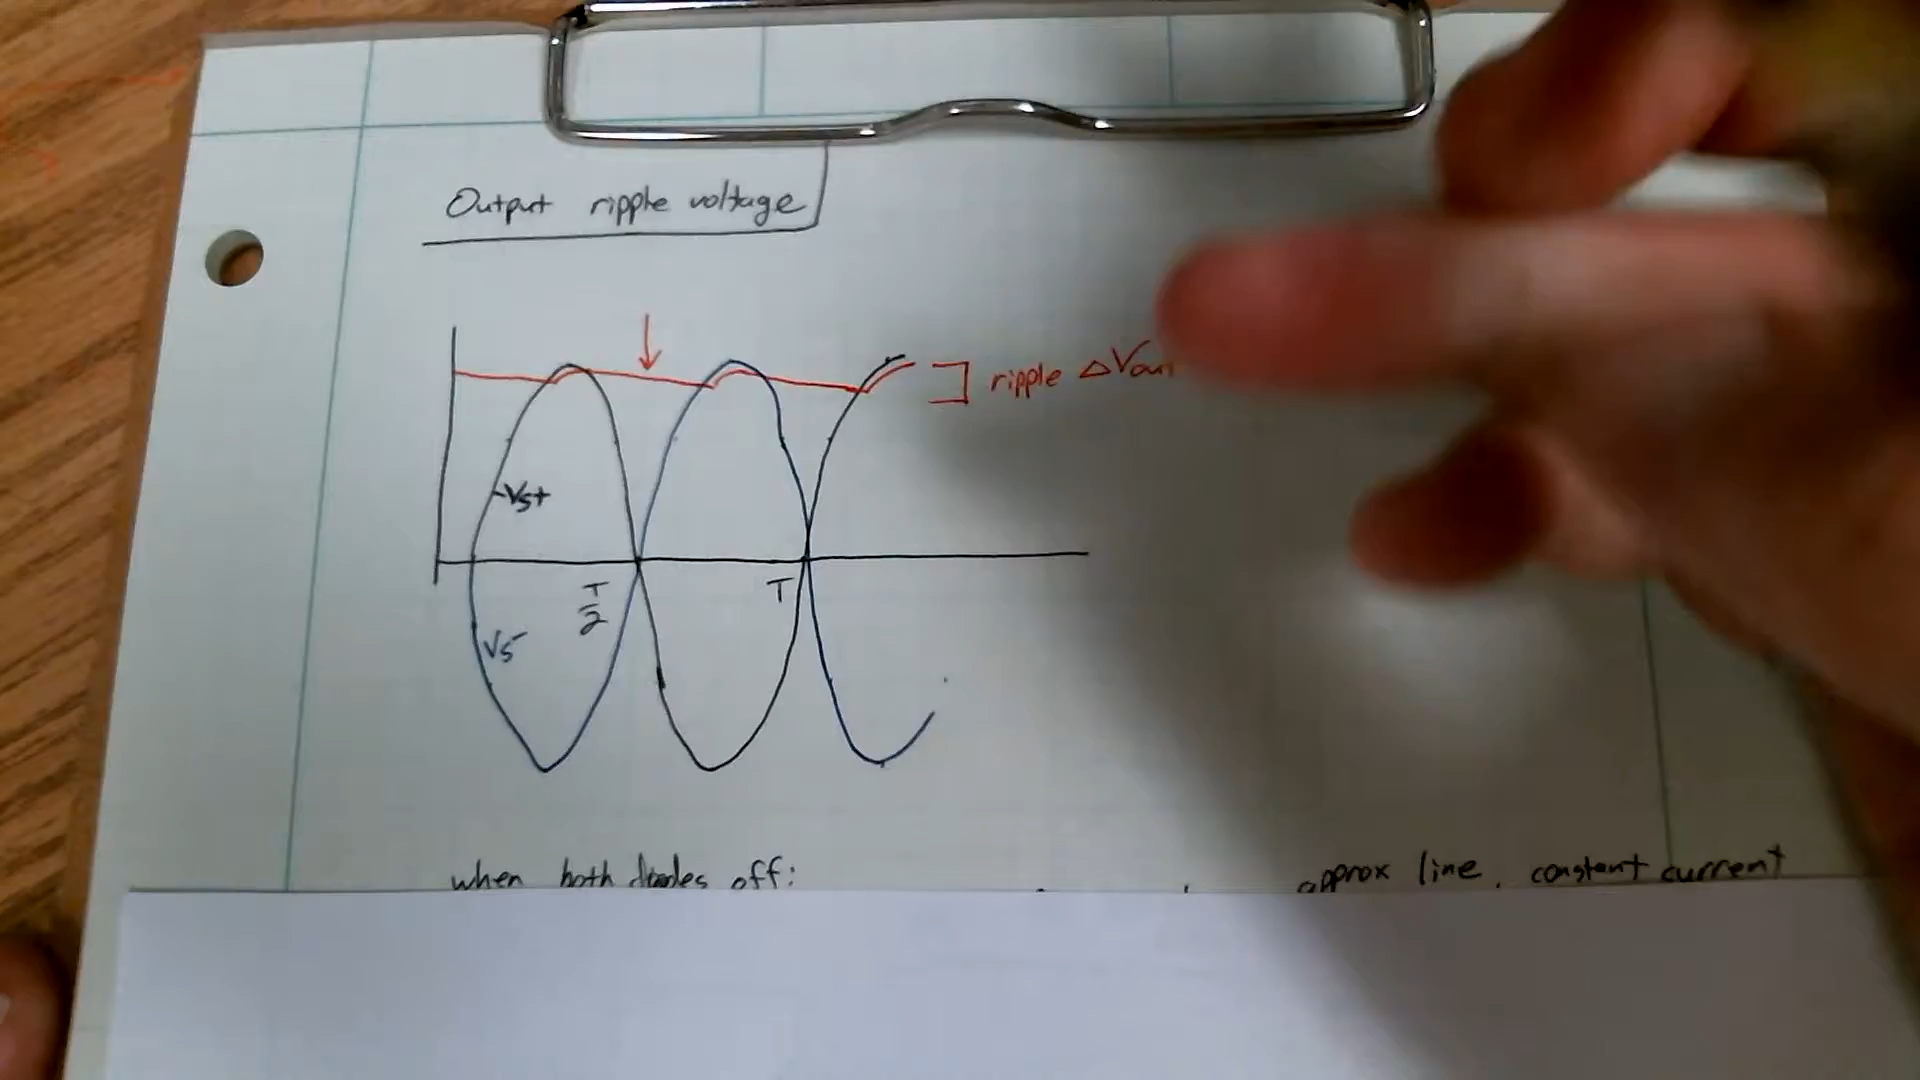 Output ripple voltage
ripple ΔVout
Vs+
T/2
T
Vs-
when both diodes off:
approx line, constant current